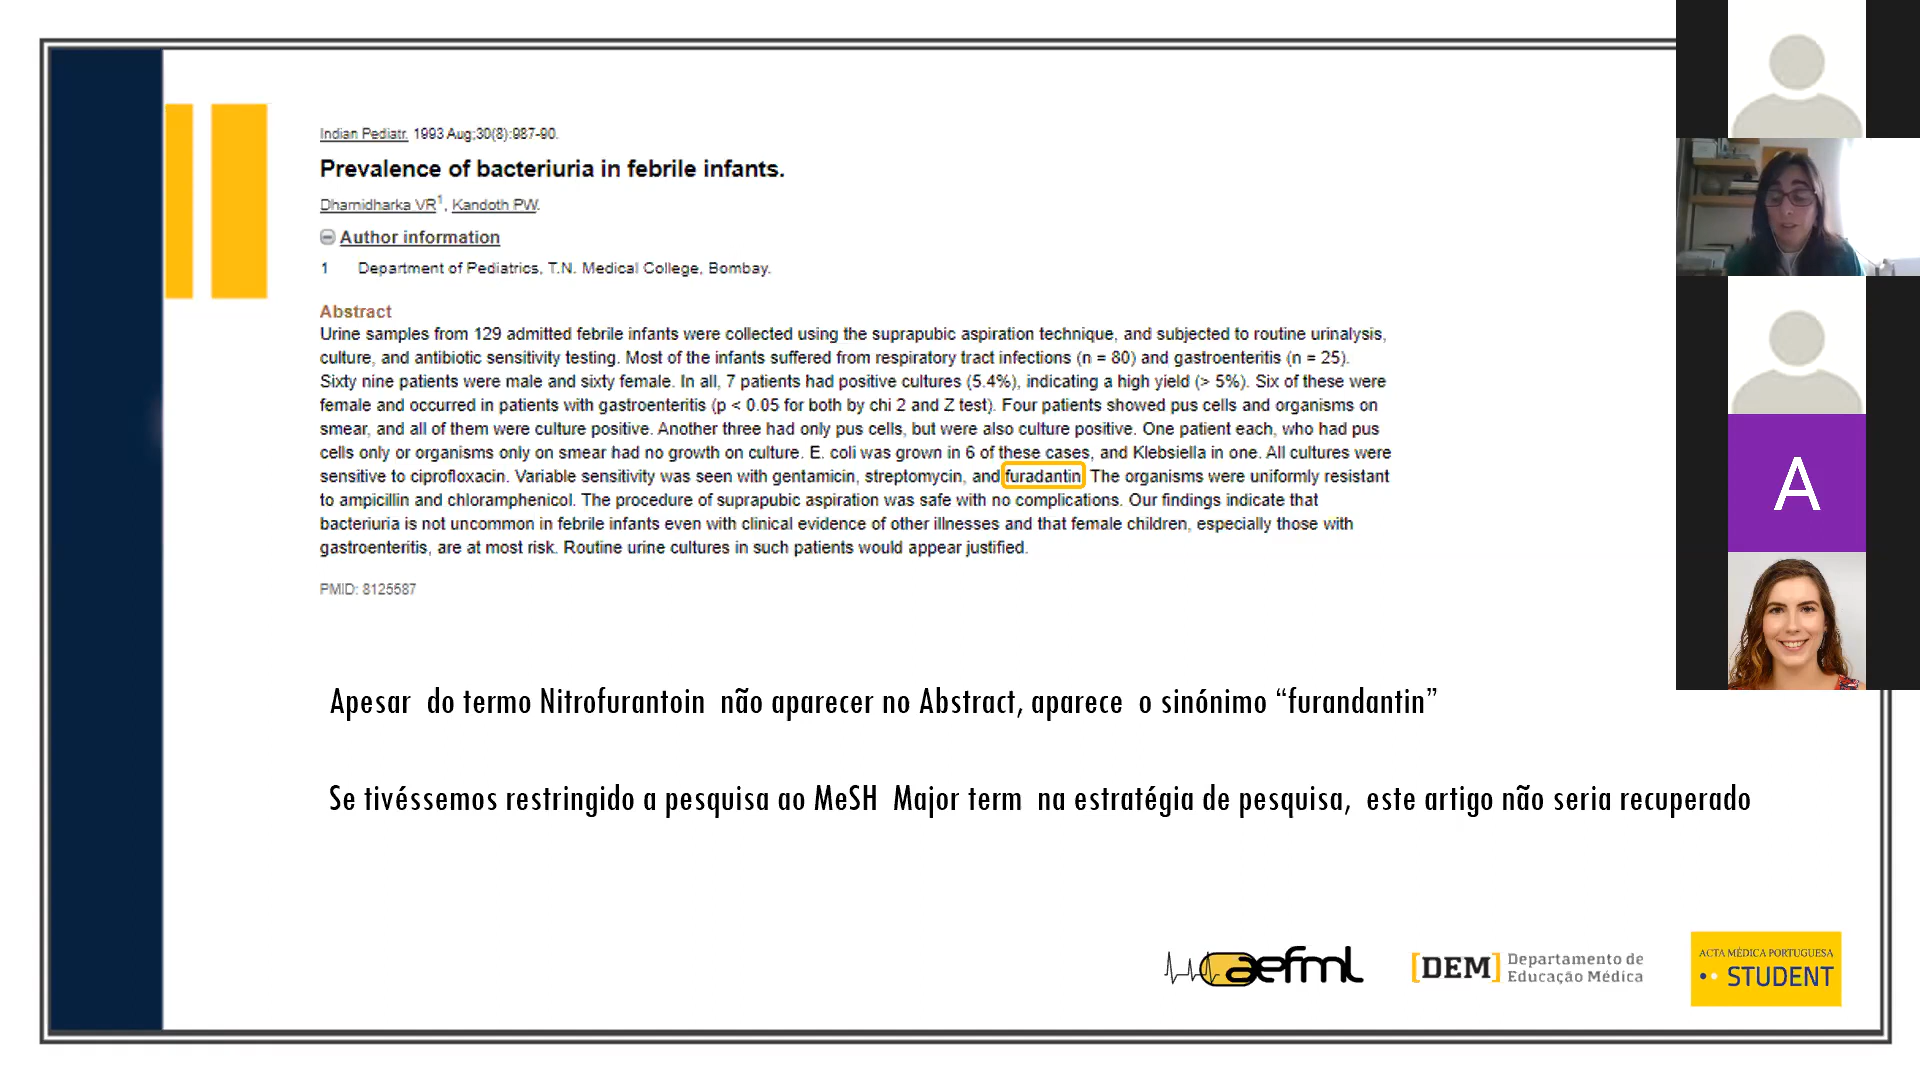 Indian Pediatr. 1993 Aug;30(8):987-90.
Prevalence of bacteriuria in febrile infants.
Dharnidharka VR1, Kandoth PW.
Author information
1 Department of Pediatrics, T.N. Medical College, Bombay.
Abstract
Urine samples from 129 admitted febrile infants were collected using the suprapubic aspiration technique, and subjected to routine urinalysis,
culture, and antibiotic sensitivity testing. Most of the infants suffered from respiratory tract infections (n = 80) and gastroenteritis (n = 25).
Sixty nine patients were male and sixty female. In all, 7 patients had positive cultures (5.4%), indicating a high yield (> 5%). Six of these were
female and occurred in patients with gastroenteritis (p < 0.05 for both by chi 2 and Z test). Four patients showed pus cells and organisms on
smear, and all of them were culture positive. Another three had only pus cells, but were also culture positive. One patient each, who had pus
cells only or organisms only on smear had no growth on culture. E. coli was grown in 6 of these cases, and Klebsiella in one. All cultures were
sensitive to ciprofloxacin. Variable sensitivity was seen with gentamicin, streptomycin, and furadantin. The organisms were uniformly resistant
to ampicillin and chloramphenicol. The procedure of suprapubic aspiration was safe with no complications. Our findings indicate that
bacteriuria is not uncommon in febrile infants even with clinical evidence of other illnesses and that female children, especially those with
gastroenteritis, are at most risk. Routine urine cultures in such patients would appear justified.
PMID: 8125587
Apesar do termo Nitrofurantoin não aparecer no Abstract, aparece o sinónimo “furandantin”
Se tivéssemos restringido a pesquisa ao MeSH Major term na estratégia de pesquisa, este artigo não seria recuperado
A
aefml
[DEM] Departamento de
Educação Médica
ACTA MÉDICA PORTUGUESA
STUDENT